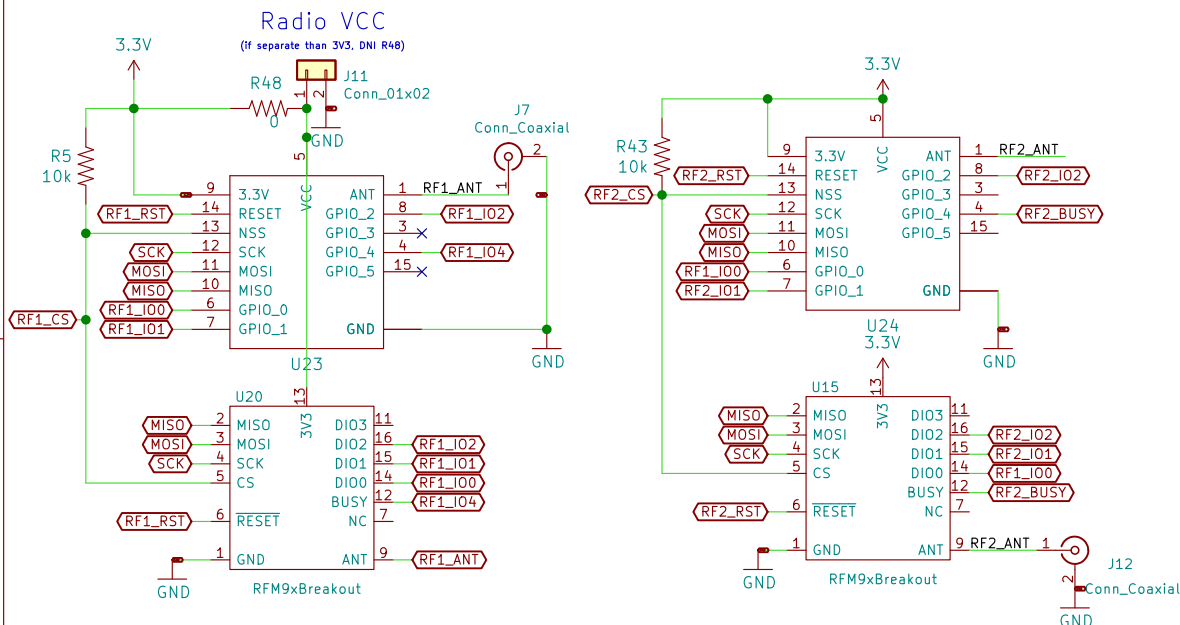 Radio VCC
(if separate than 3V3, DNI R48)
3.3V
R48
0
J11
Conn_01x02
1
2
GND
J7
Conn_Coaxial
2
1
R5
10k
5
VCC
9 3.3V ANT 1 RF1_ANT
RF1_RST 14 RESET GPIO_2 8 RF1_IO2
13 NSS GPIO_3 3
SCK 12 SCK GPIO_4 4 RF1_IO4
MOSI 11 MOSI GPIO_5 15
MISO 10 MISO
RF1_IO0 6 GPIO_0
RF1_CS
RF1_IO1 7 GPIO_1 GND
GND
U23
U20
13
3V3
MISO 2 MISO DIO3 11
MOSI 3 MOSI DIO2 16 RF1_IO2
SCK 4 SCK DIO1 15 RF1_IO1
5 CS DIO0 14 RF1_IO0
BUSY 12 RF1_IO4
RF1_RST 6 RESET NC 7
1 GND ANT 9 RF1_ANT
GND
RFM9xBreakout
3.3V
5
VCC
R43
10k
9 3.3V ANT 1 RF2_ANT
RF2_RST 14 RESET GPIO_2 8 RF2_IO2
RF2_CS 13 NSS GPIO_3 3
SCK 12 SCK GPIO_4 4 RF2_BUSY
MOSI 11 MOSI GPIO_5 15
MISO 10 MISO
RF1_IO0 6 GPIO_0
RF2_IO1 7 GPIO_1 GND
GND
U24
3.3V
U15
13
3V3
MISO 2 MISO DIO3 11
MOSI 3 MOSI DIO2 16 RF2_IO2
SCK 4 SCK DIO1 15 RF2_IO1
5 CS DIO0 14 RF1_IO0
BUSY 12 RF2_BUSY
RF2_RST 6 RESET NC 7
1 GND ANT 9 RF2_ANT 1
GND
RFM9xBreakout
J12
Conn_Coaxial
2
GND